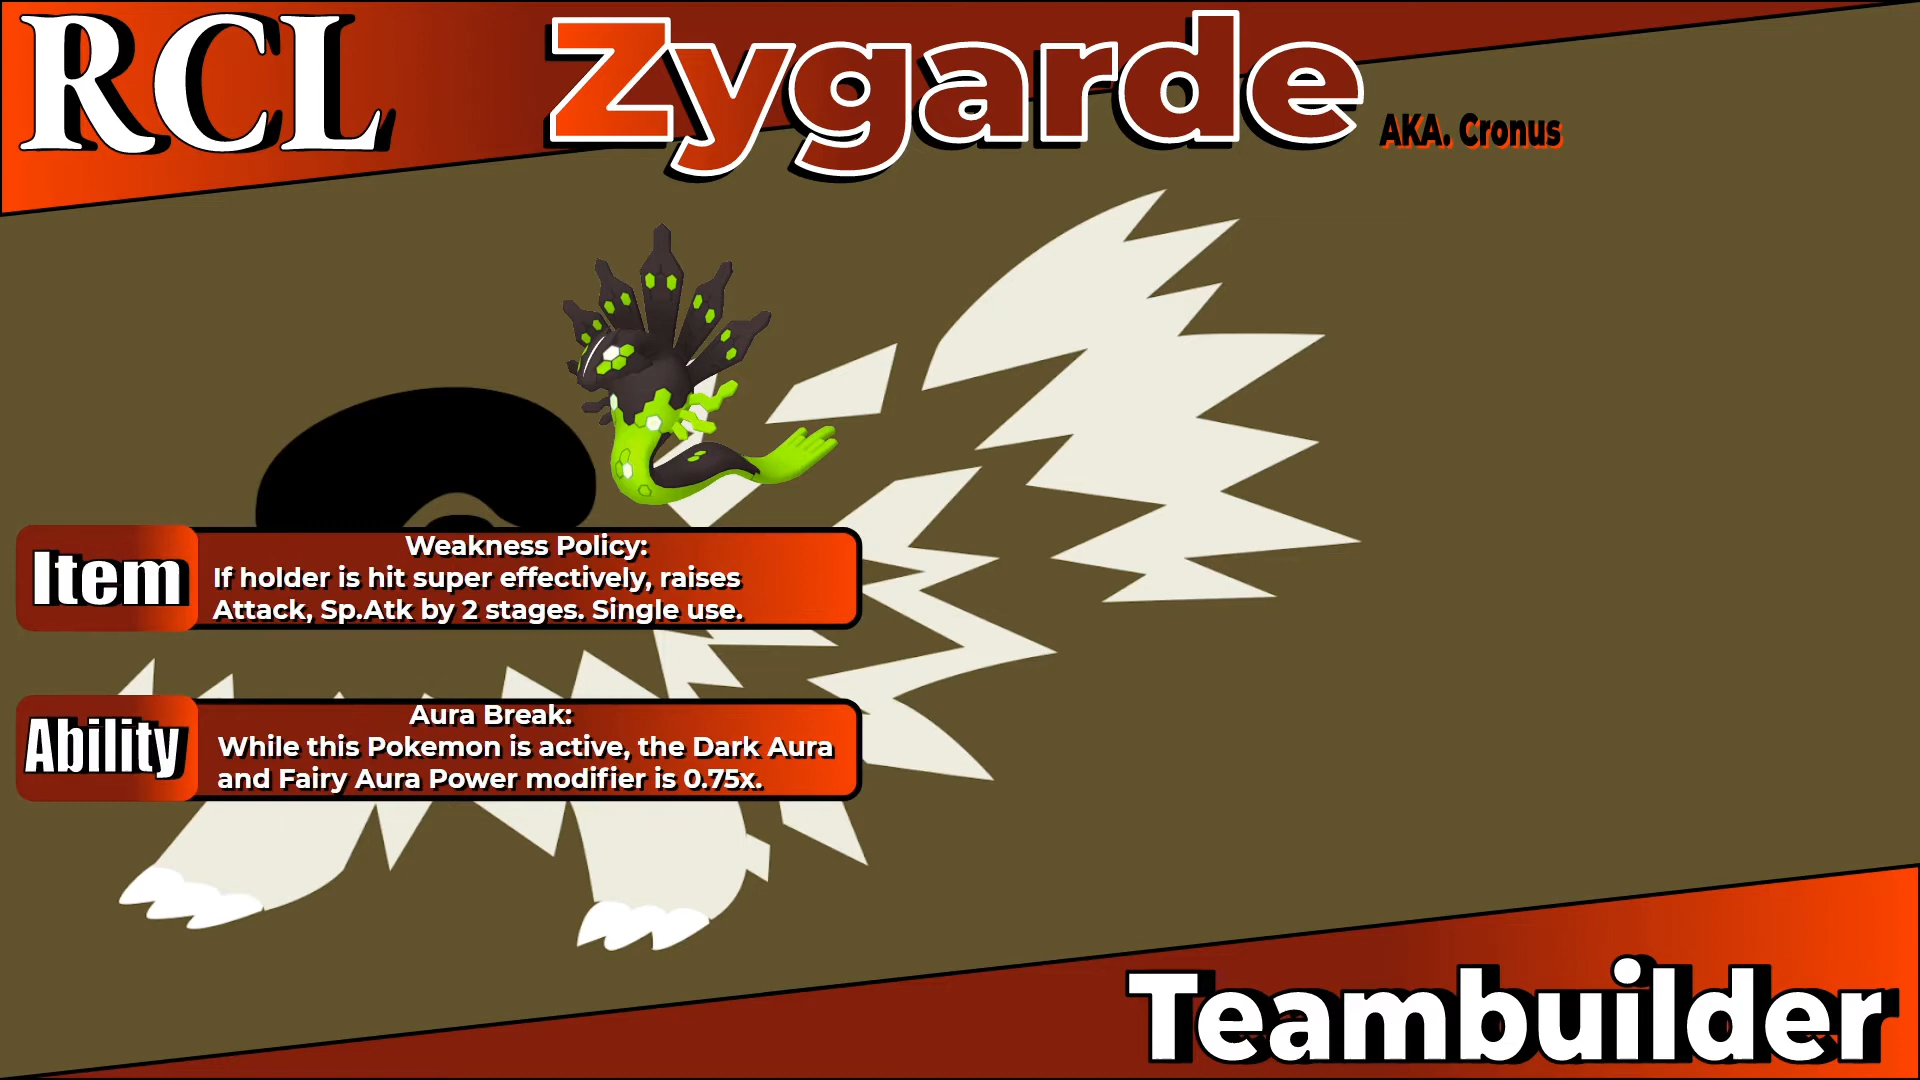 RCL
Zygarde
AKA. Cronus
Item
Weakness Policy:
If holder is hit super effectively, raises
Attack, Sp.Atk by 2 stages. Single use.
Ability
Aura Break:
While this Pokemon is active, the Dark Aura
and Fairy Aura Power modifier is 0.75x.
Teambuilder